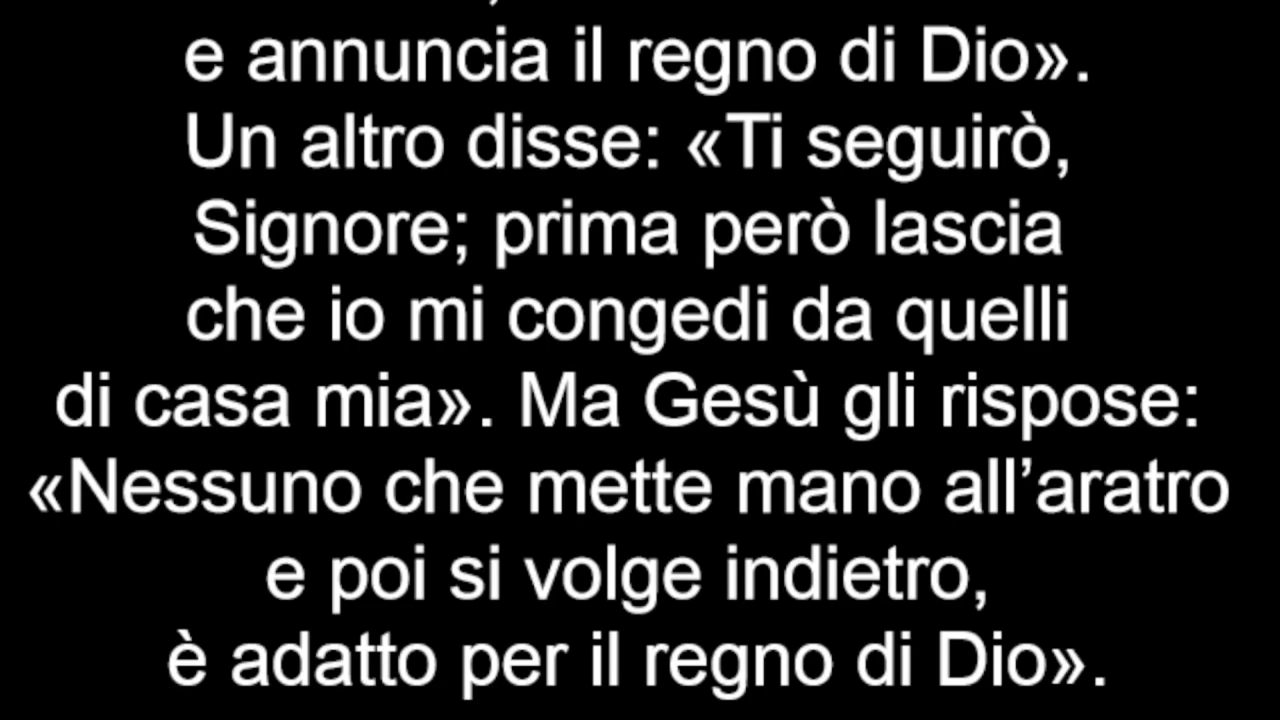 e annuncia il regno di Dio».
Un altro disse: «Ti seguirò,
Signore; prima però lascia
che io mi congedi da quelli
di casa mia». Ma Gesù gli rispose:
«Nessuno che mette mano all’aratro
e poi si volge indietro,
è adatto per il regno di Dio».